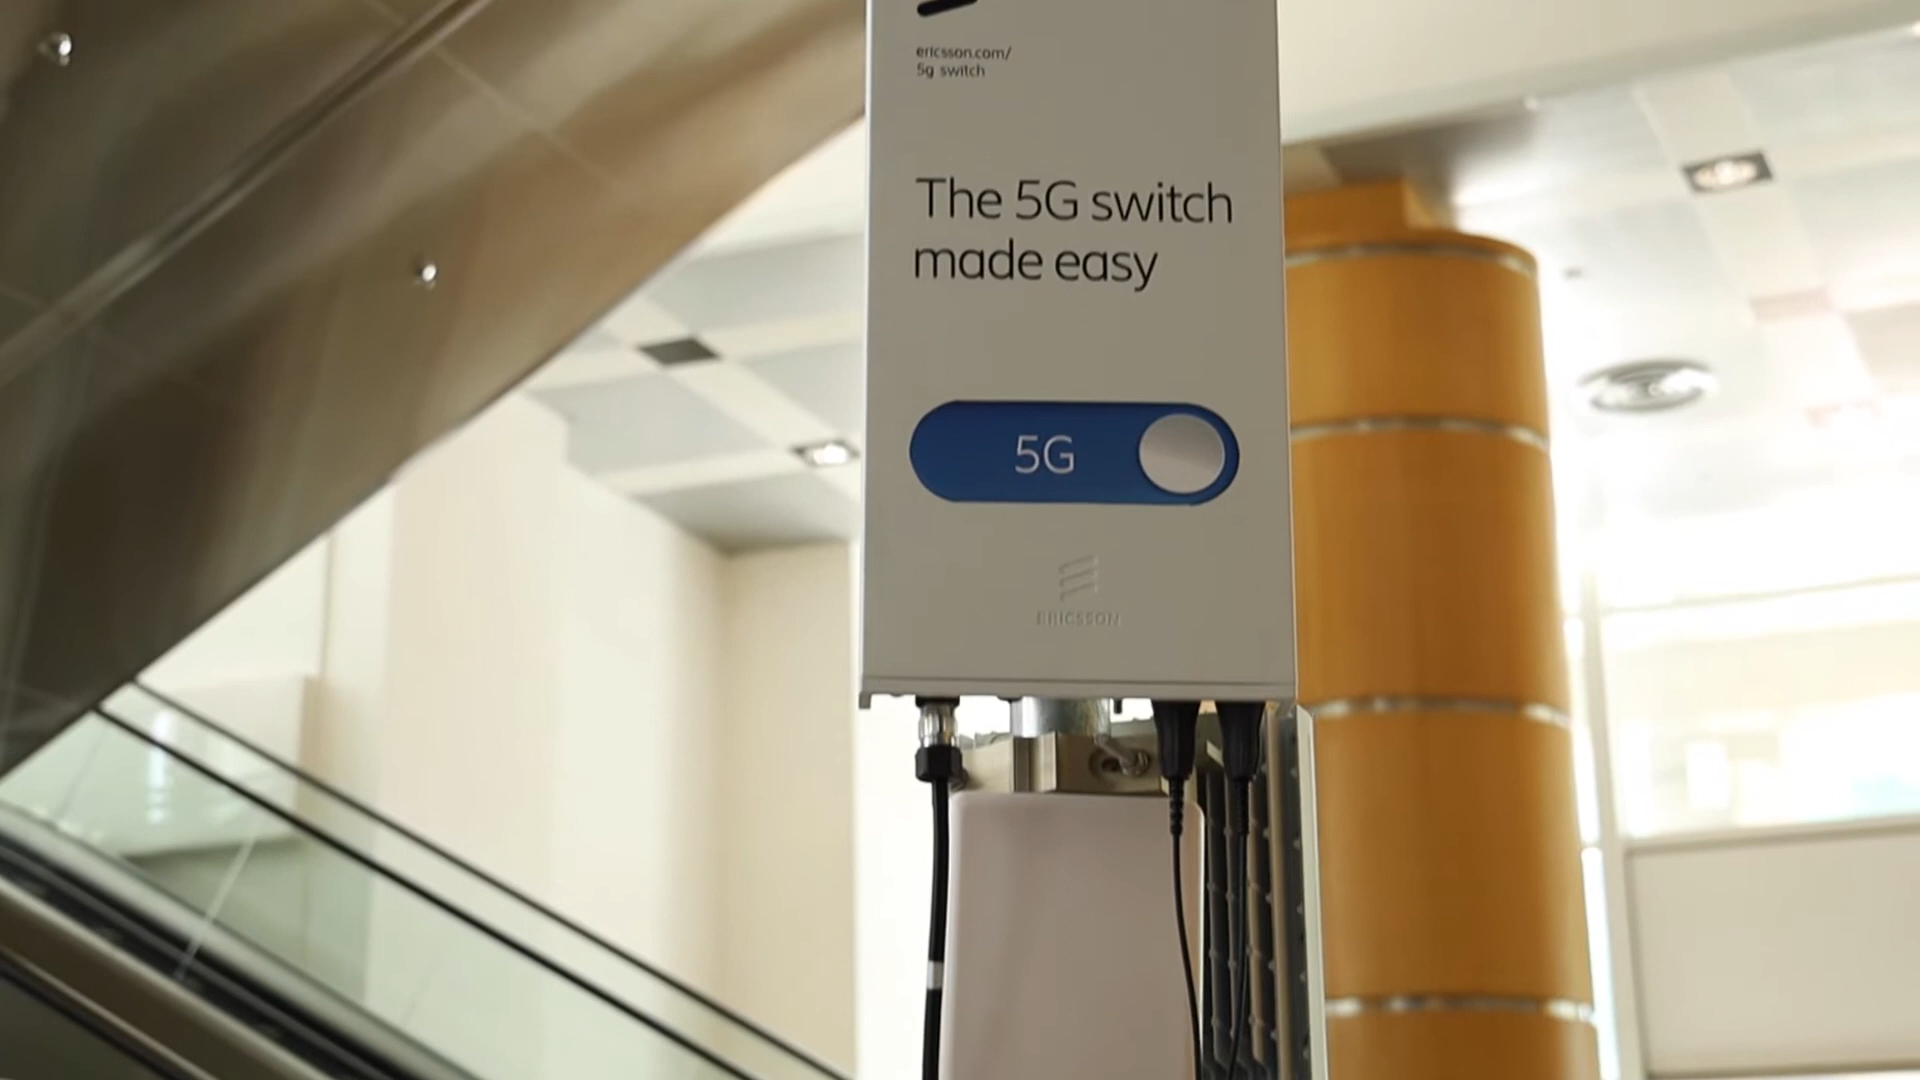 ericsson.com/
5g switch
The 5G switch
made easy
5G
ERICSSON